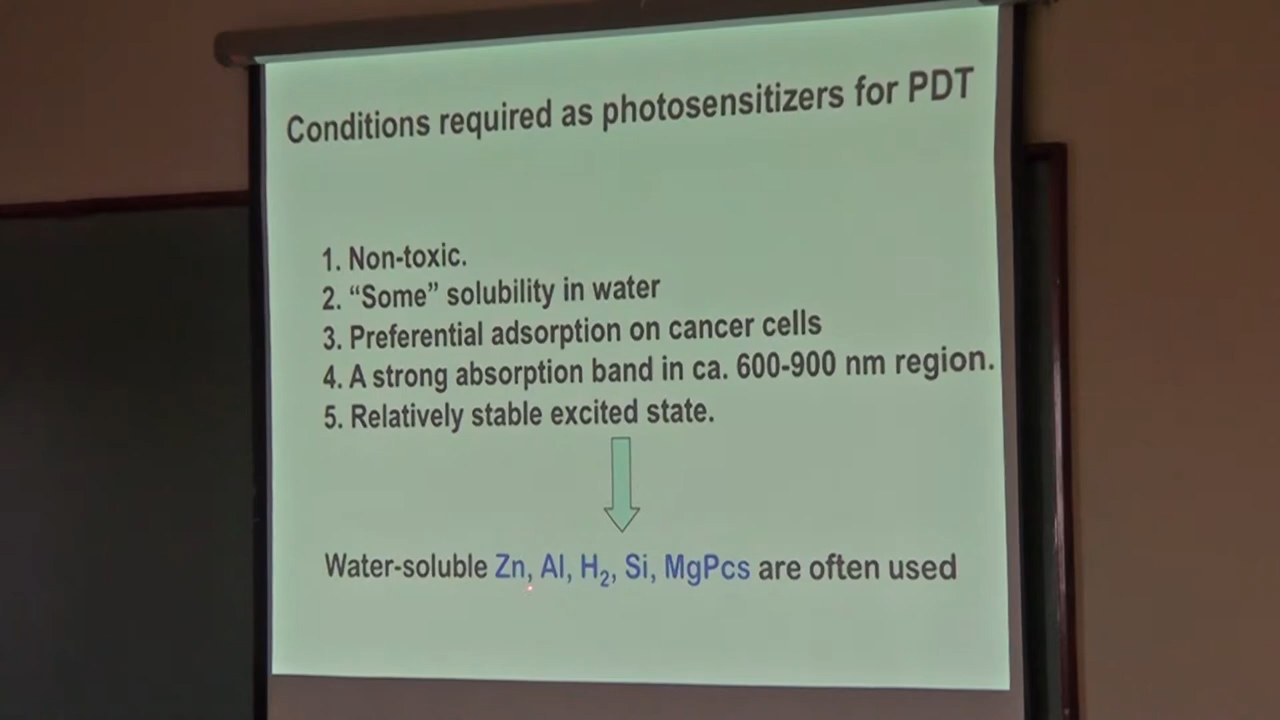 Conditions required as photosensitizers for PDT
1. Non-toxic.
2. “Some” solubility in water
3. Preferential adsorption on cancer cells
4. A strong absorption band in ca. 600-900 nm region.
5. Relatively stable excited state.
Water-soluble Zn, Al, H₂, Si, MgPcs are often used